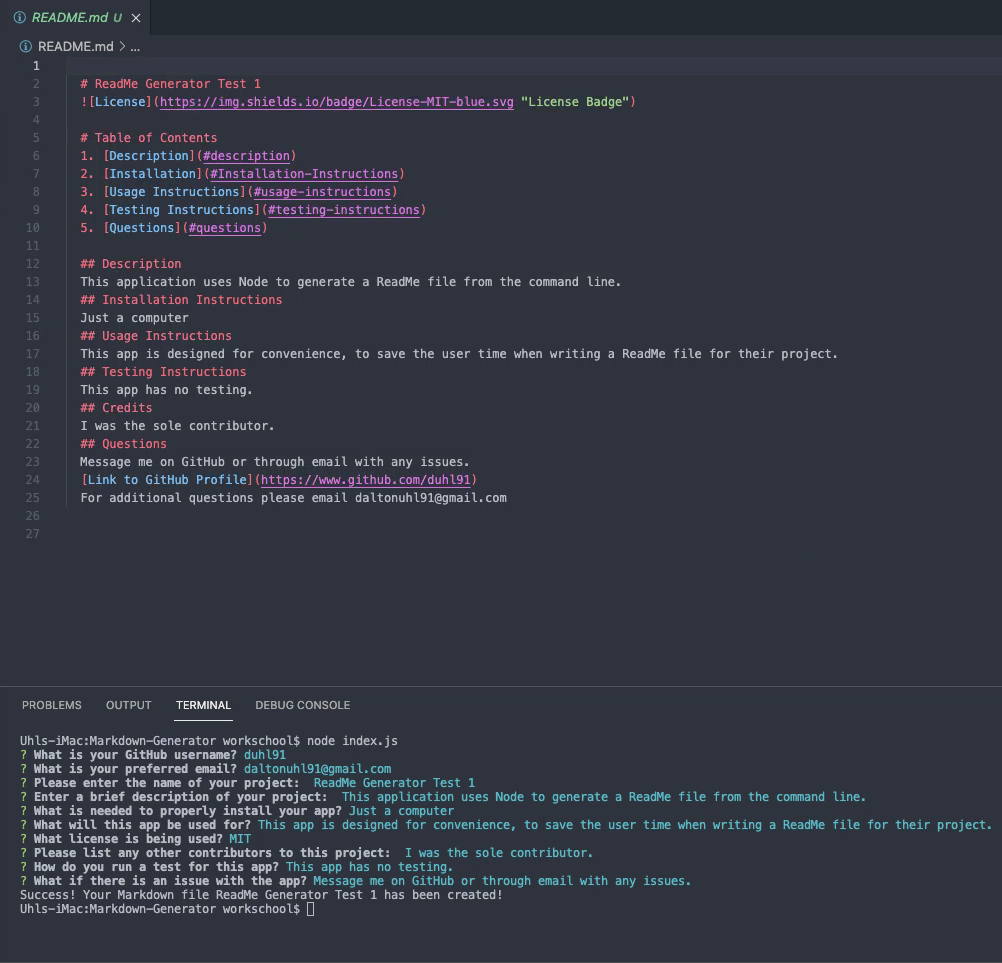 README.md U ×
README.md > ...
1
2 # ReadMe Generator Test 1
3 ![License](https://img.shields.io/badge/License-MIT-blue.svg "License Badge")
4
5 # Table of Contents
6 1. [Description](#description)
7 2. [Installation](#Installation-Instructions)
8 3. [Usage Instructions](#usage-instructions)
9 4. [Testing Instructions](#testing-instructions)
10 5. [Questions](#questions)
11
12 ## Description
13 This application uses Node to generate a ReadMe file from the command line.
14 ## Installation Instructions
15 Just a computer
16 ## Usage Instructions
17 This app is designed for convenience, to save the user time when writing a ReadMe file for their project.
18 ## Testing Instructions
19 This app has no testing.
20 ## Credits
21 I was the sole contributor.
22 ## Questions
23 Message me on GitHub or through email with any issues.
24 [Link to GitHub Profile](https://www.github.com/duhl91)
25 For additional questions please email daltonuhl91@gmail.com
26
27
PROBLEMS OUTPUT TERMINAL DEBUG CONSOLE
Uhls-iMac:Markdown-Generator workschool$ node index.js
? What is your GitHub username? duhl91
? What is your preferred email? daltonuhl91@gmail.com
? Please enter the name of your project:  ReadMe Generator Test 1
? Enter a brief description of your project:  This application uses Node to generate a ReadMe file from the command line.
? What is needed to properly install your app? Just a computer
? What will this app be used for? This app is designed for convenience, to save the user time when writing a ReadMe file for their project.
? What license is being used? MIT
? Please list any other contributors to this project:  I was the sole contributor.
? How do you run a test for this app? This app has no testing.
? What if there is an issue with the app? Message me on GitHub or through email with any issues.
Success! Your Markdown file ReadMe Generator Test 1 has been created!
Uhls-iMac:Markdown-Generator workschool$